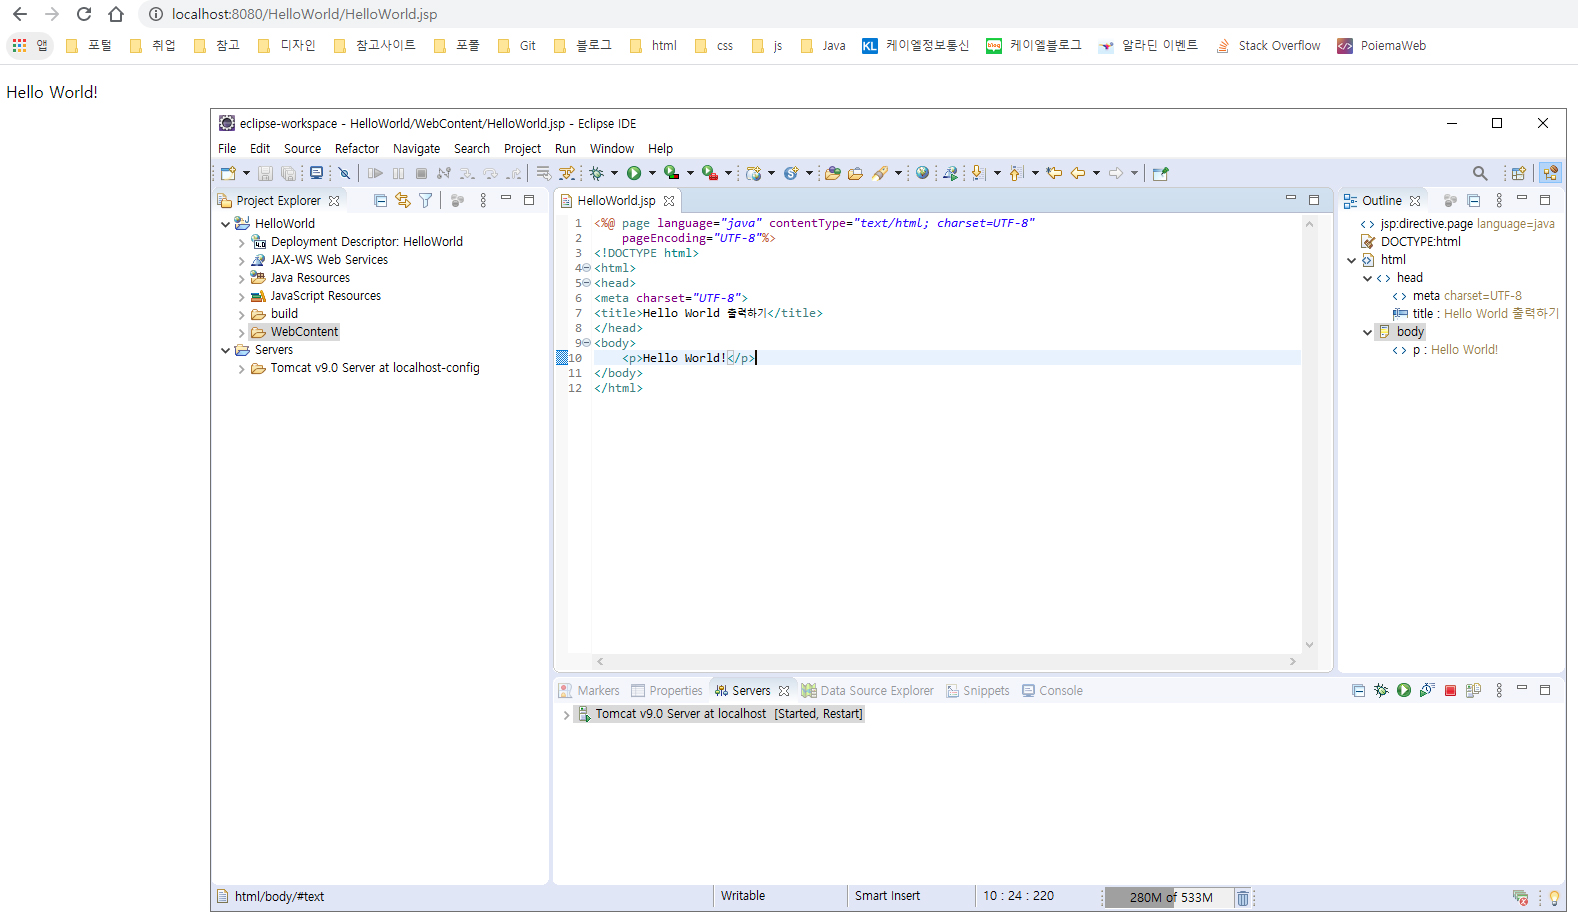 localhost:8080/HelloWorld/HelloWorld.jsp
앱 포털 취업 참고 디자인 참고사이트 포폴 Git 블로그 html css js Java KL 케이엘정보통신 blog 케이엘블로그 알라딘 이벤트 Stack Overflow PoiemaWeb
Hello World!
eclipse-workspace - HelloWorld/WebContent/HelloWorld.jsp - Eclipse IDE
File Edit Source Refactor Navigate Search Project Run Window Help
Project Explorer
HelloWorld
Deployment Descriptor: HelloWorld
JAX-WS Web Services
Java Resources
JavaScript Resources
build
WebContent
Servers
Tomcat v9.0 Server at localhost-config
HelloWorld.jsp
1 <%@ page language="java" contentType="text/html; charset=UTF-8"
2     pageEncoding="UTF-8"%>
3 <!DOCTYPE html>
4 <html>
5 <head>
6 <meta charset="UTF-8">
7 <title>Hello World 출력하기</title>
8 </head>
9 <body>
10     <p>Hello World!</p>
11 </body>
12 </html>
Outline
jsp:directive.page language=java
DOCTYPE:html
html
head
meta charset=UTF-8
title : Hello World 출력하기
body
p : Hello World!
Markers Properties Servers Data Source Explorer Snippets Console
Tomcat v9.0 Server at localhost [Started, Restart]
html/body/#text Writable Smart Insert 10 : 24 : 220 280M of 533M